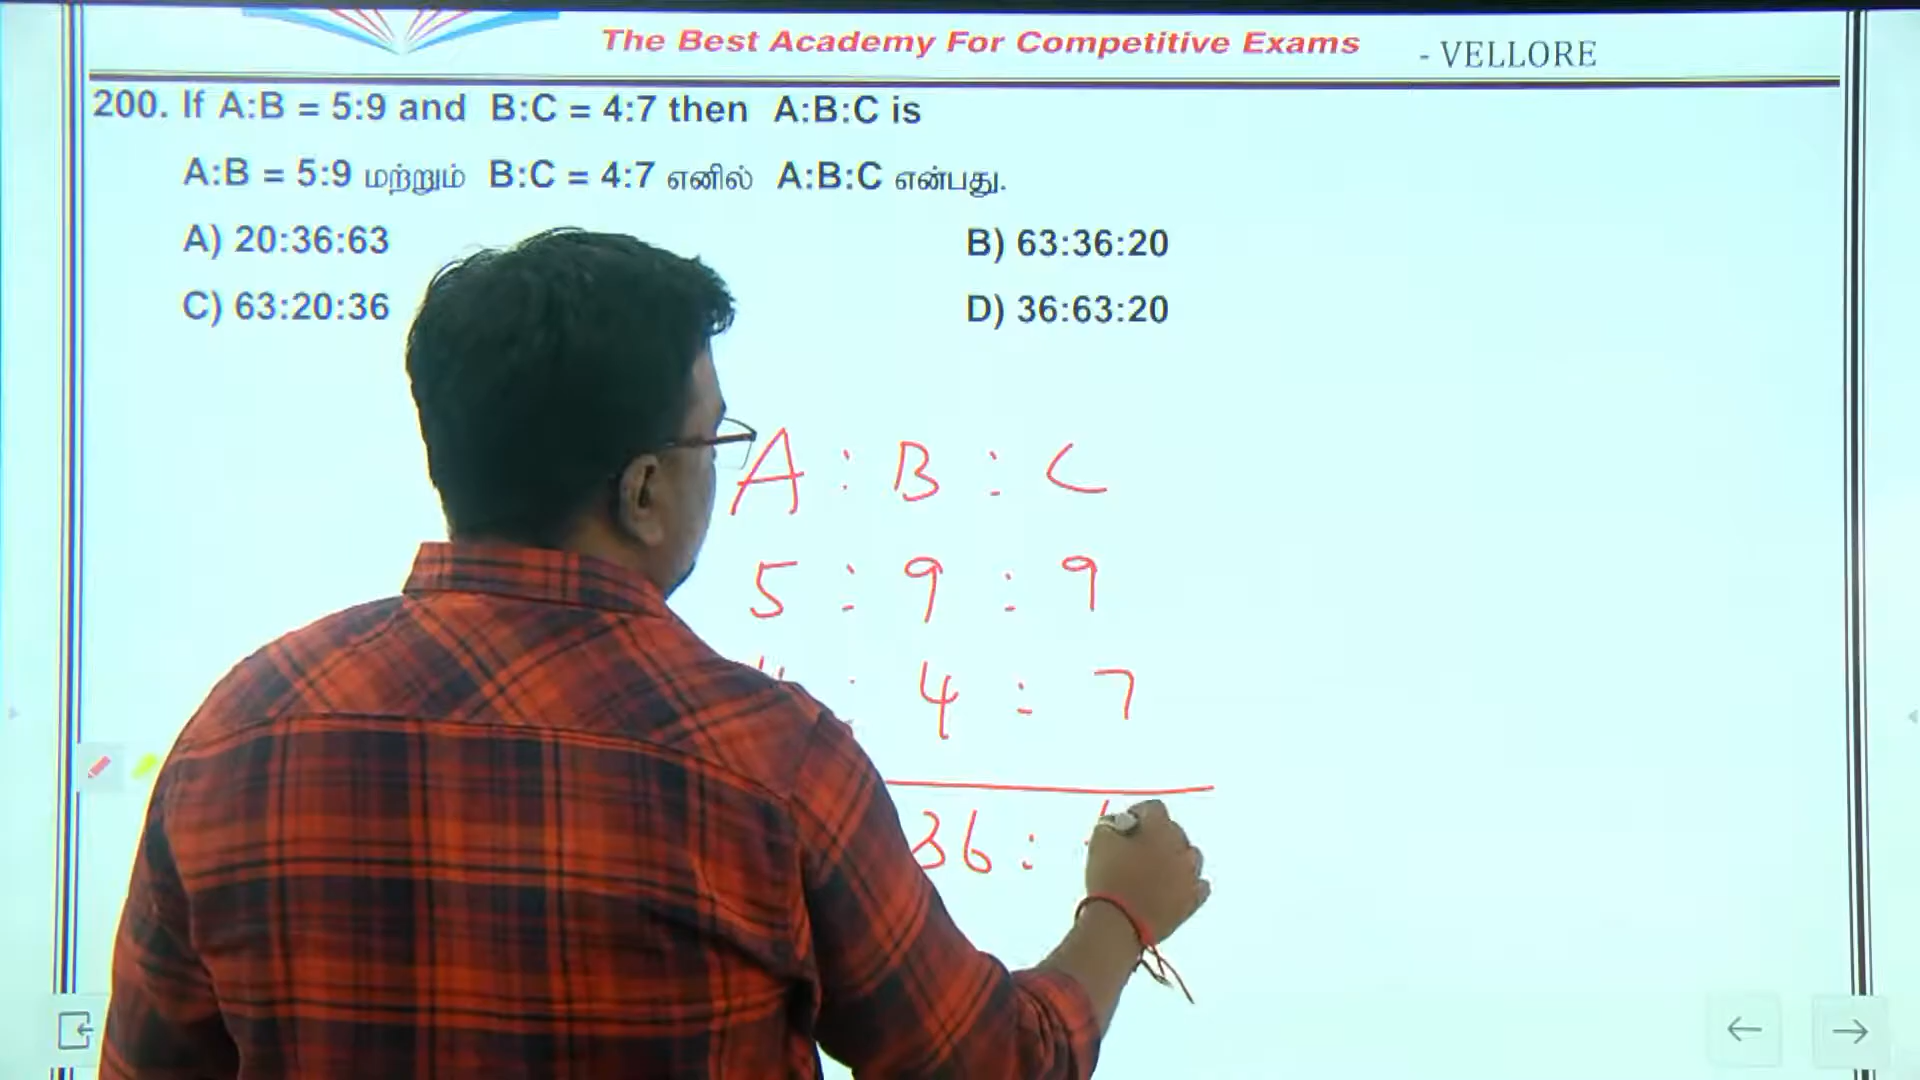 The Best Academy For Competitive Exams - VELLORE
200. If A:B = 5:9 and B:C = 4:7 then A:B:C is
A:B = 5:9 மற்றும் B:C = 4:7 எனில் A:B:C என்பது.
A) 20:36:63 B) 63:36:20
C) 63:20:36 D) 36:63:20
A : B : C
5 : 9 : 9
: 4 : 7
36 :